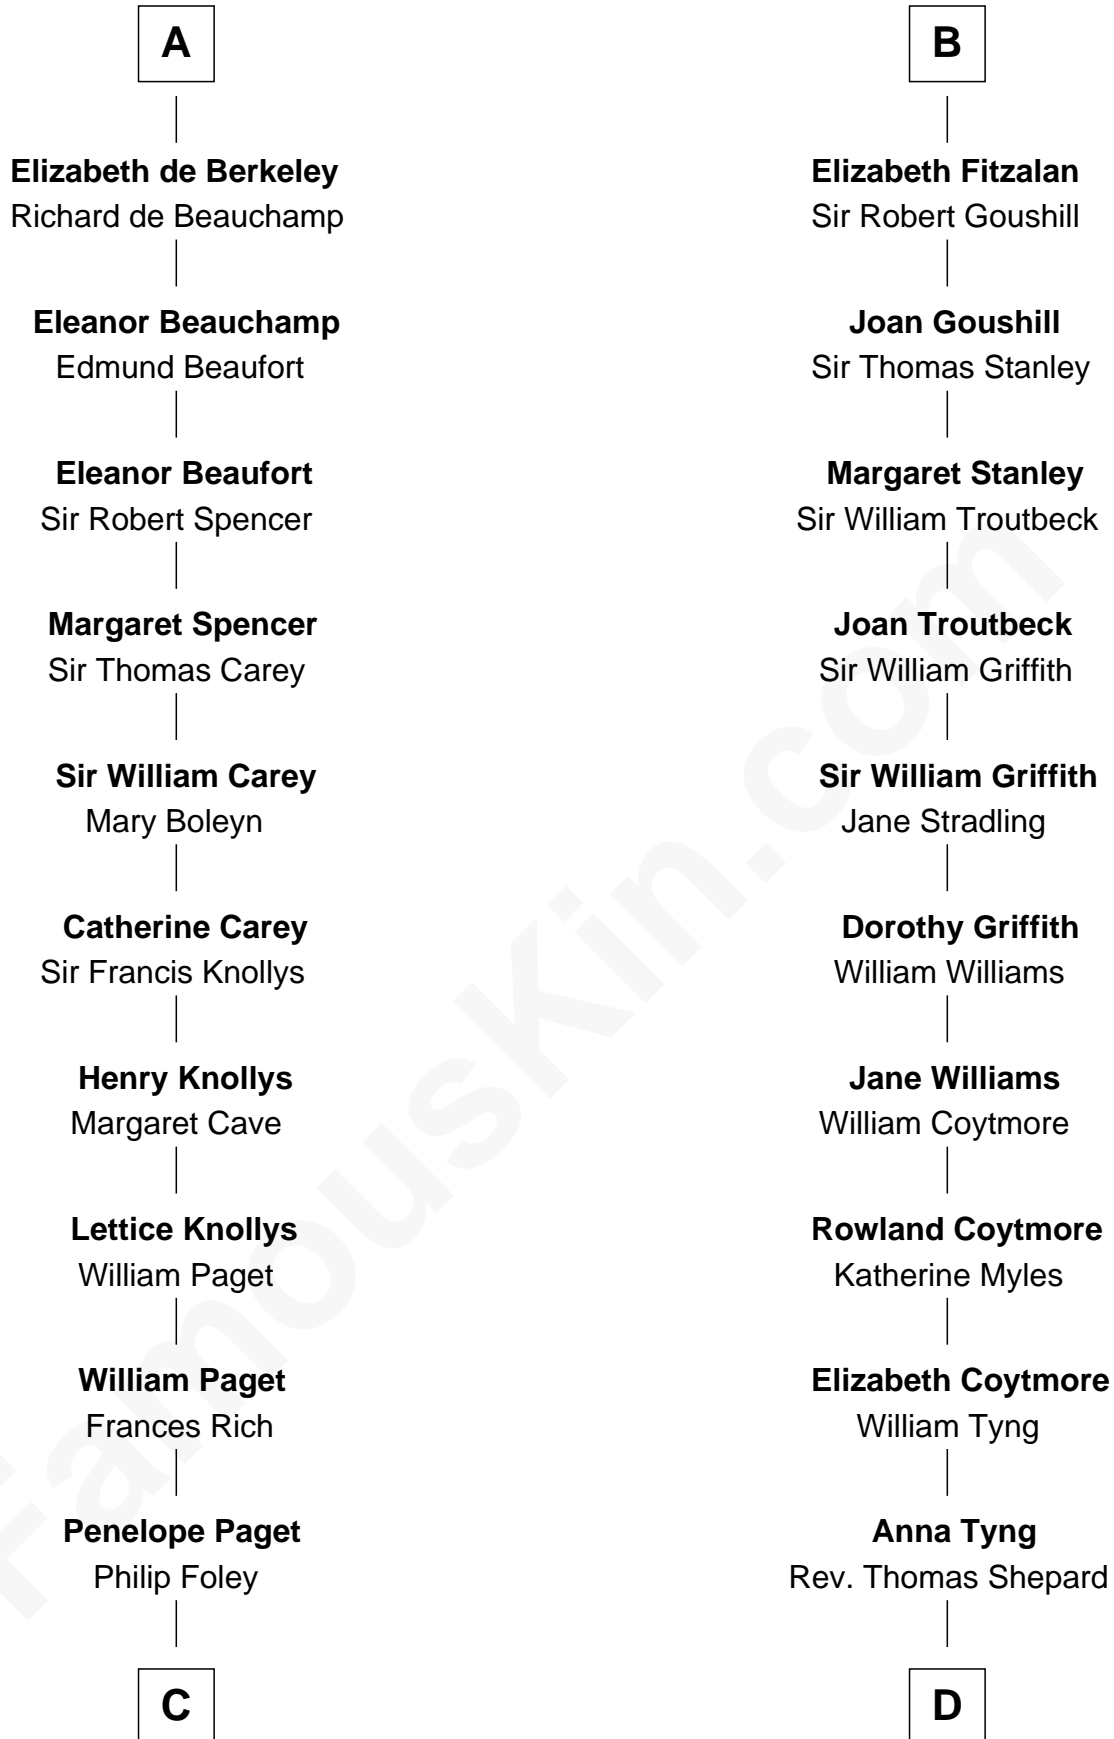 A
Elizabeth de Berkeley
Richard de Beauchamp
Eleanor Beauchamp
Edmund Beaufort
Eleanor Beaufort
Sir Robert Spencer
Margaret Spencer
Sir Thomas Carey
Sir William Carey
Mary Boleyn
Catherine Carey
Sir Francis Knollys
Henry Knollys
Margaret Cave
Lettice Knollys
William Paget
William Paget
Frances Rich
Penelope Paget
Philip Foley
C
B
Elizabeth Fitzalan
Sir Robert Goushill
Joan Goushill
Sir Thomas Stanley
Margaret Stanley
Sir William Troutbeck
Joan Troutbeck
Sir William Griffith
Sir William Griffith
Jane Stradling
Dorothy Griffith
William Williams
Jane Williams
William Coytmore
Rowland Coytmore
Katherine Myles
Elizabeth Coytmore
William Tyng
Anna Tyng
Rev. Thomas Shepard
D
FamousKin.com